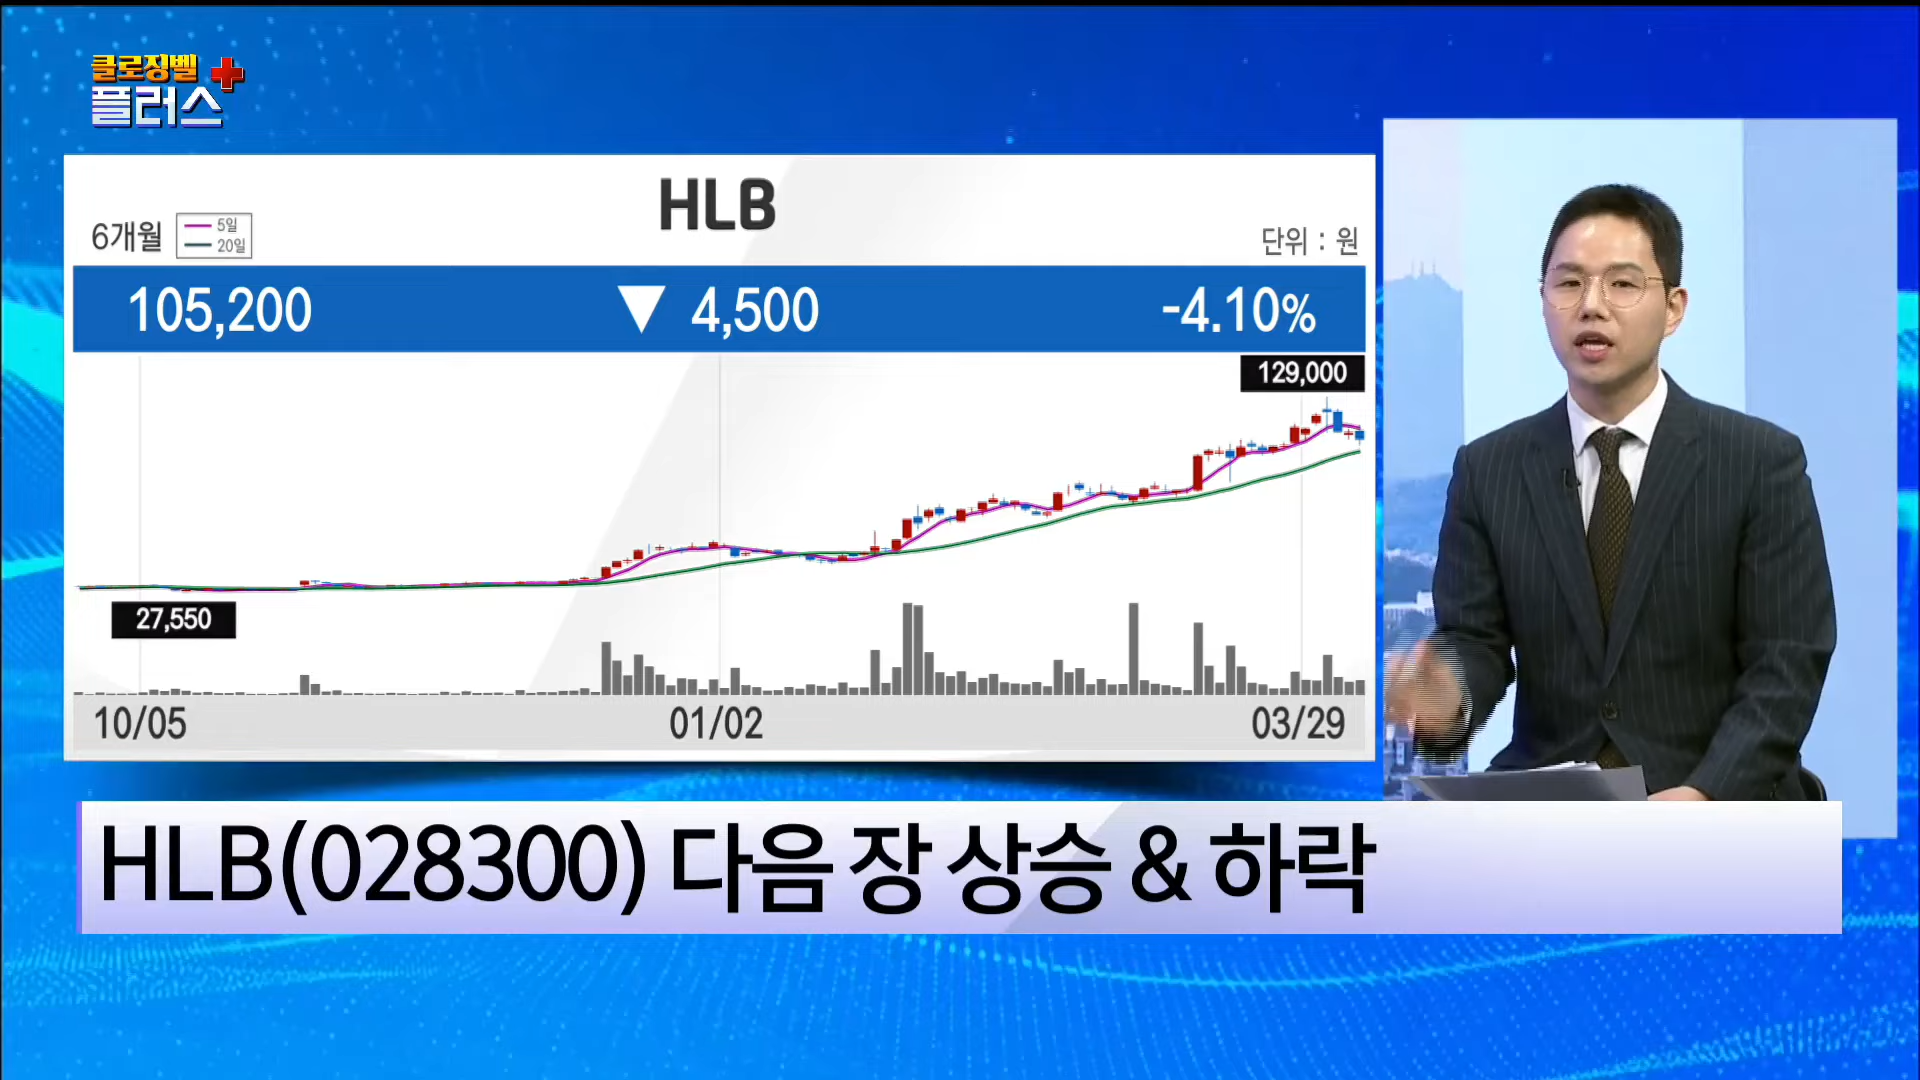 클로징벨
플러스
HLB
6개월
5일
20일
단위 : 원
105,200 ▼ 4,500 -4.10%
129,000
27,550
10/05 01/02 03/29
HLB(028300) 다음 장 상승 & 하락